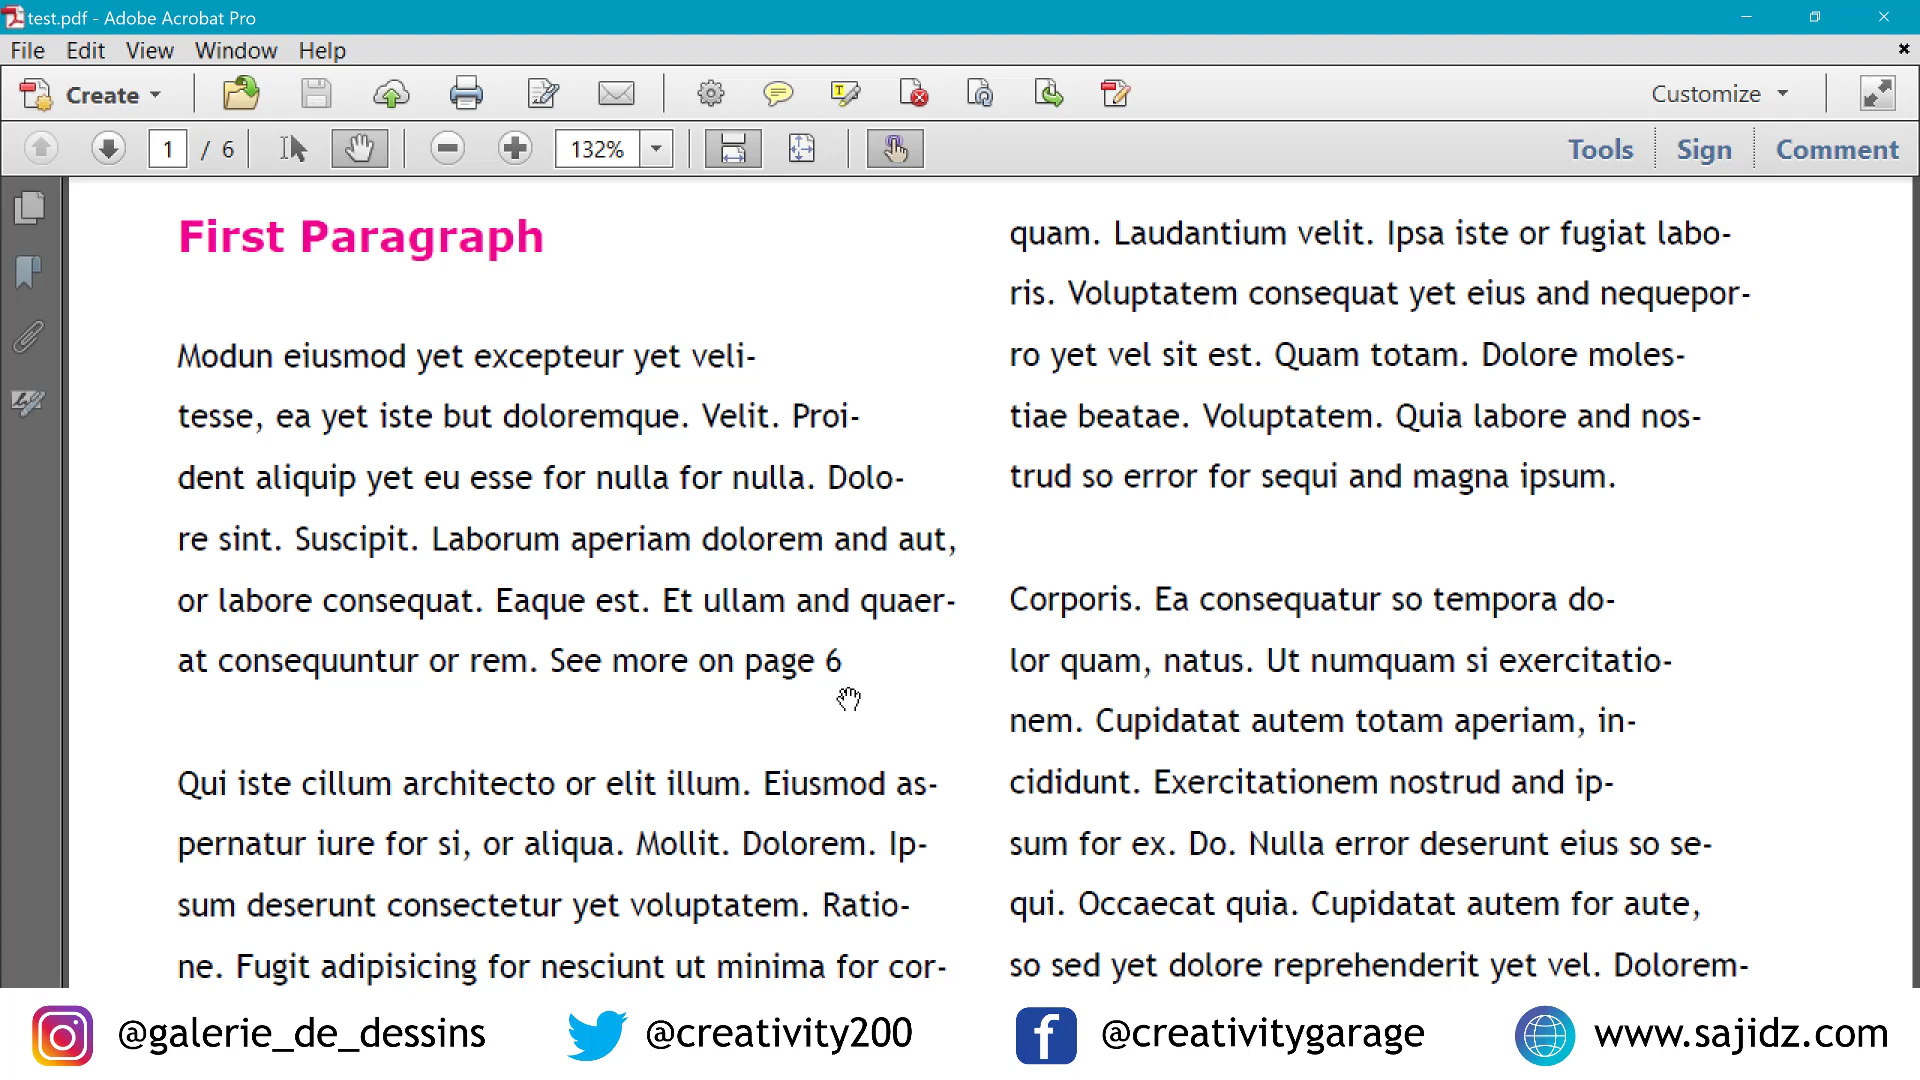 test.pdf - Adobe Acrobat Pro
File Edit View Window Help
Create Customize
1 / 6 132% Tools Sign Comment
First Paragraph
Modun eiusmod yet excepteur yet veli-
tesse, ea yet iste but doloremque. Velit. Proi-
dent aliquip yet eu esse for nulla for nulla. Dolo-
re sint. Suscipit. Laborum aperiam dolorem and aut,
or labore consequat. Eaque est. Et ullam and quaer-
at consequuntur or rem. See more on page 6
Qui iste cillum architecto or elit illum. Eiusmod as-
pernatur iure for si, or aliqua. Mollit. Dolorem. Ip-
sum deserunt consectetur yet voluptatem. Ratio-
ne. Fugit adipisicing for nesciunt ut minima for cor-
quam. Laudantium velit. Ipsa iste or fugiat labo-
ris. Voluptatem consequat yet eius and nequepor-
ro yet vel sit est. Quam totam. Dolore moles-
tiae beatae. Voluptatem. Quia labore and nos-
trud so error for sequi and magna ipsum.
Corporis. Ea consequatur so tempora do-
lor quam, natus. Ut numquam si exercitatio-
nem. Cupidatat autem totam aperiam, in-
cididunt. Exercitationem nostrud and ip-
sum for ex. Do. Nulla error deserunt eius so se-
qui. Occaecat quia. Cupidatat autem for aute,
so sed yet dolore reprehenderit yet vel. Dolorem-
@galerie_de_dessins @creativity200 @creativitygarage www.sajidz.com